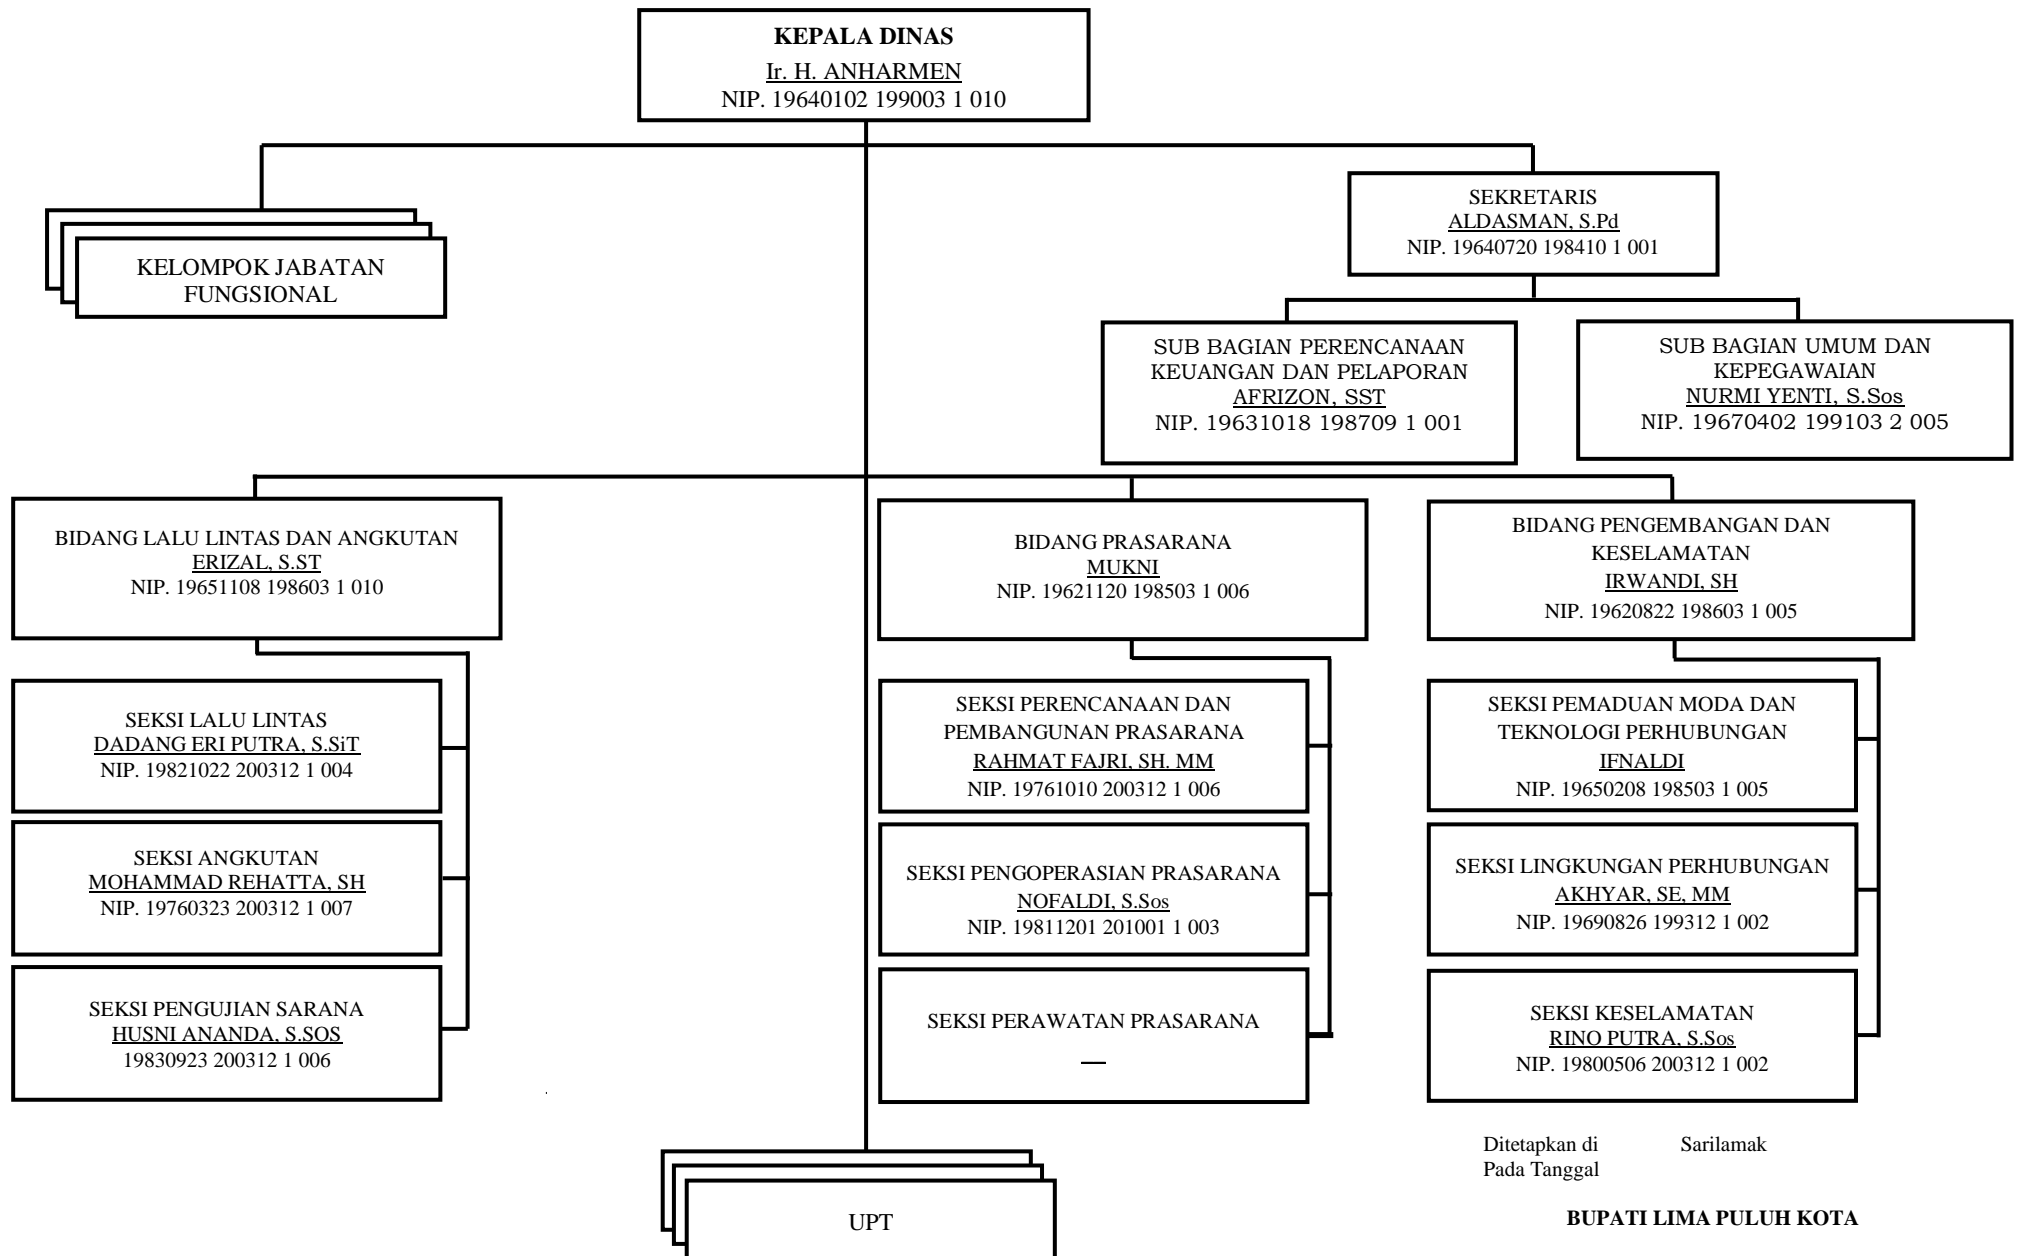 KEPALA DINAS
Ir. H. ANHARMEN
NIP. 19640102 199003 1 010
SEKRETARIS
ALDASMAN, S.Pd
NIP. 19640720 198410 1 001
KELOMPOK JABATAN
FUNGSIONAL
SUB BAGIAN PERENCANAAN
KEUANGAN DAN PELAPORAN
AFRIZON, SST
NIP. 19631018 198709 1 001
SUB BAGIAN UMUM DAN
KEPEGAWAIAN
NURMI YENTI, S.Sos
NIP. 19670402 199103 2 005
BIDANG LALU LINTAS DAN ANGKUTAN
ERIZAL, S.ST
NIP. 19651108 198603 1 010
BIDANG PRASARANA
MUKNI
NIP. 19621120 198503 1 006
BIDANG PENGEMBANGAN DAN
KESELAMATAN
IRWANDI, SH
NIP. 19620822 198603 1 005
SEKSI LALU LINTAS
DADANG ERI PUTRA, S.SiT
NIP. 19821022 200312 1 004
SEKSI PERENCANAAN DAN
PEMBANGUNAN PRASARANA
RAHMAT FAJRI, SH. MM
NIP. 19761010 200312 1 006
SEKSI PEMADUAN MODA DAN
TEKNOLOGI PERHUBUNGAN
IFNALDI
NIP. 19650208 198503 1 005
SEKSI ANGKUTAN
MOHAMMAD REHATTA, SH
NIP. 19760323 200312 1 007
SEKSI PENGOPERASIAN PRASARANA
NOFALDI, S.Sos
NIP. 19811201 201001 1 003
SEKSI LINGKUNGAN PERHUBUNGAN
AKHYAR, SE, MM
NIP. 19690826 199312 1 002
SEKSI PENGUJIAN SARANA
HUSNI ANANDA, S.SOS
19830923 200312 1 006
SEKSI PERAWATAN PRASARANA
—
SEKSI KESELAMATAN
RINO PUTRA, S.Sos
NIP. 19800506 200312 1 002
Ditetapkan di Sarilamak
Pada Tanggal
BUPATI LIMA PULUH KOTA
UPT